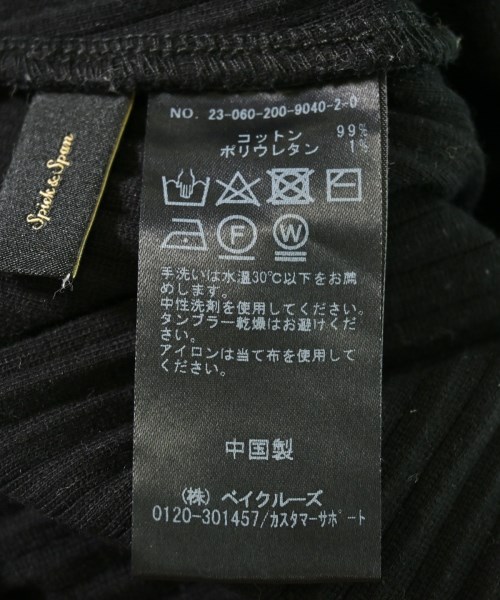 NO. 23-060-200-9040-2-0
コットン 99%
ポリウレタン 1%
F W
手洗いは水温30℃以下をお薦
めします。
中性洗剤を使用してください。
タンブラー乾燥はお避けくださ
い。
アイロンは当て布を使用して
ください。
中国製
(株) ベイクルーズ
0120-301457/カスタマーサポート
Spick & Span